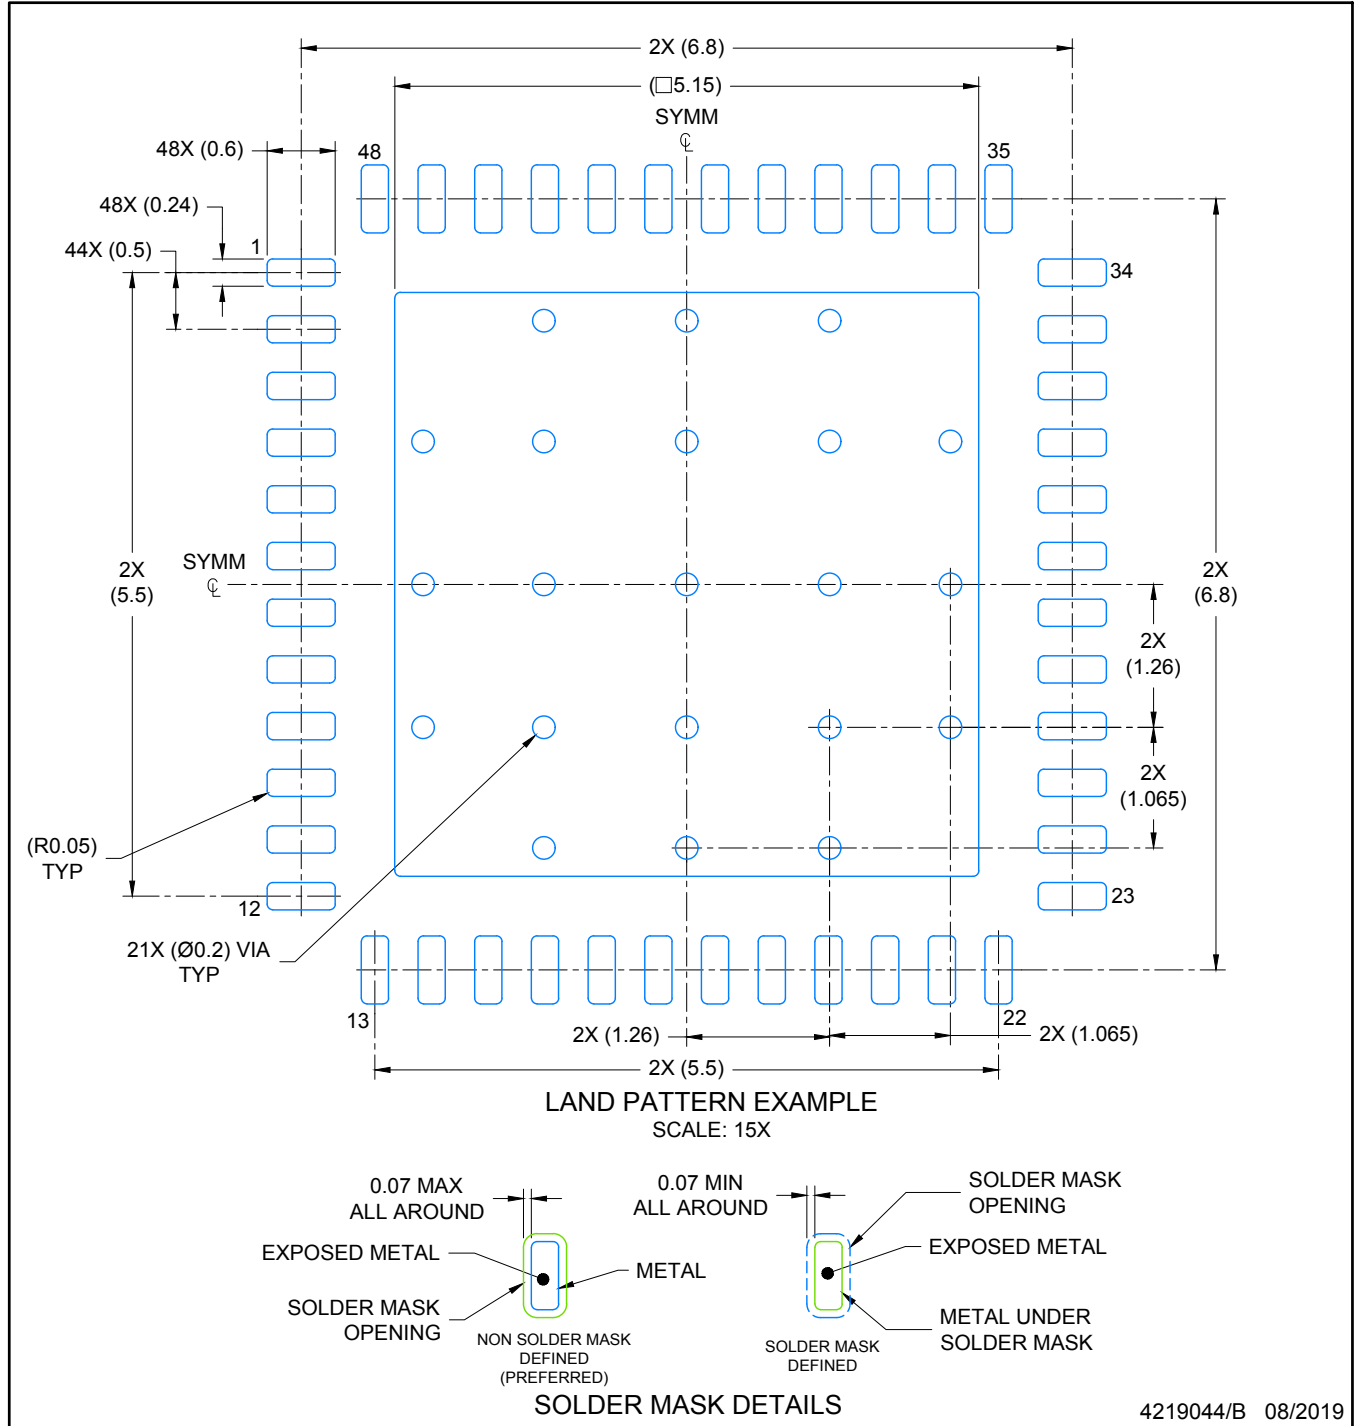 2X (6.8)
(□5.15)
SYMM
℄
48X (0.6)
48
35
48X (0.24)
44X (0.5)
1
34
SYMM
℄
2X
(5.5)
2X
(6.8)
2X
(1.26)
2X
(1.065)
(R0.05)
TYP
12
23
21X (Ø0.2) VIA
TYP
13
22
2X (1.26)
2X (1.065)
2X (5.5)
LAND PATTERN EXAMPLE
SCALE: 15X
0.07 MAX
ALL AROUND
EXPOSED METAL
METAL
SOLDER MASK
OPENING
NON SOLDER MASK
DEFINED
(PREFERRED)
0.07 MIN
ALL AROUND
SOLDER MASK
OPENING
EXPOSED METAL
METAL UNDER
SOLDER MASK
SOLDER MASK
DEFINED
SOLDER MASK DETAILS
4219044/B 08/2019